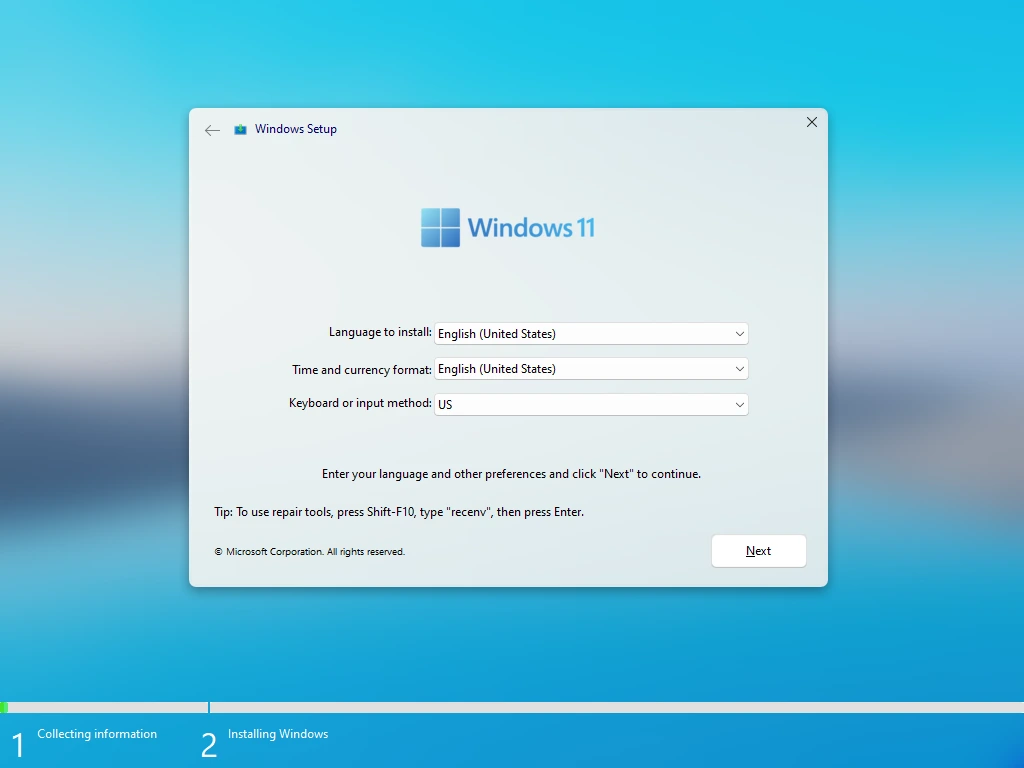 Windows Setup
Windows 11
Language to install: English (United States)
Time and currency format: English (United States)
Keyboard or input method: US
Enter your language and other preferences and click "Next" to continue.
Tip: To use repair tools, press Shift-F10, type "recenv", then press Enter.
© Microsoft Corporation. All rights reserved.
Next
1 Collecting information
2 Installing Windows